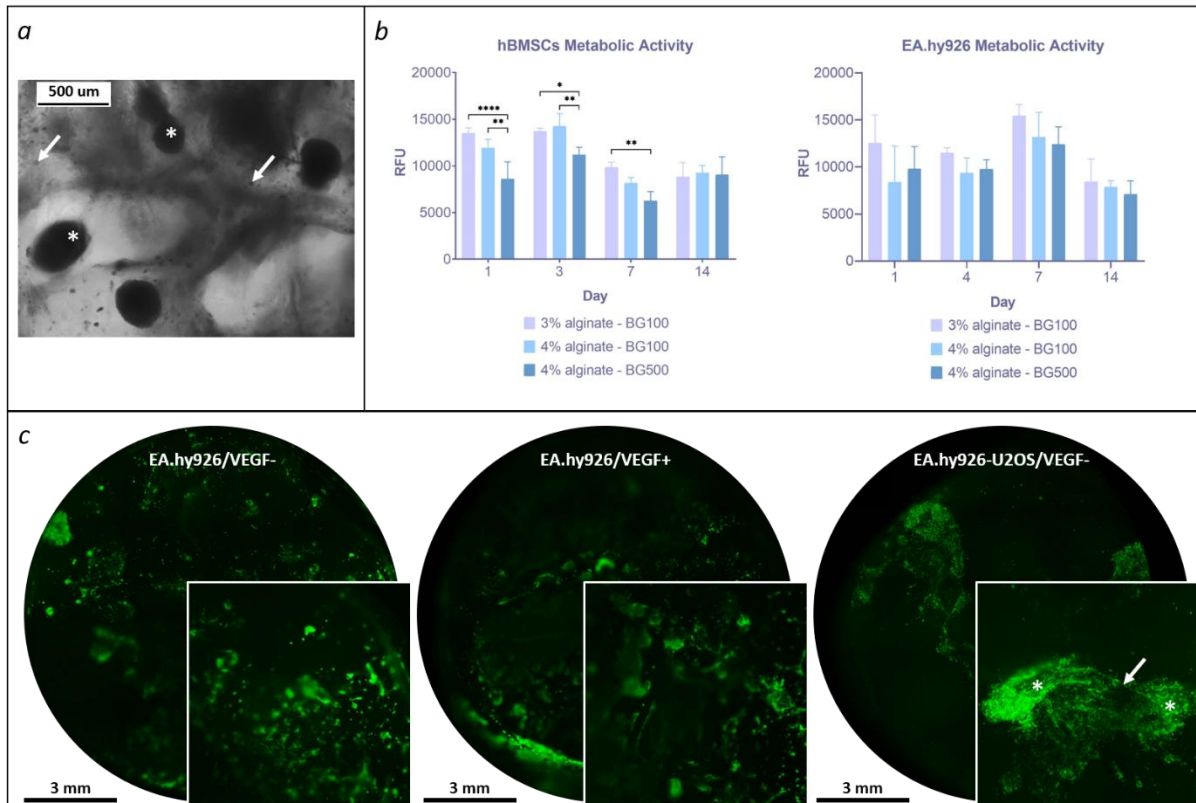 a
500 um
*
*
b
hBMSCs Metabolic Activity
20000
15000
10000
5000
0
RFU
****
**
*
**
**
1 3 7 14
Day
3% alginate - BG100
4% alginate - BG100
4% alginate - BG500
EA.hy926 Metabolic Activity
20000
15000
10000
5000
0
RFU
1 4 7 14
Day
3% alginate - BG100
4% alginate - BG100
4% alginate - BG500
c
EA.hy926/VEGF-
3 mm
EA.hy926/VEGF+
3 mm
EA.hy926-U2OS/VEGF-
*
*
3 mm